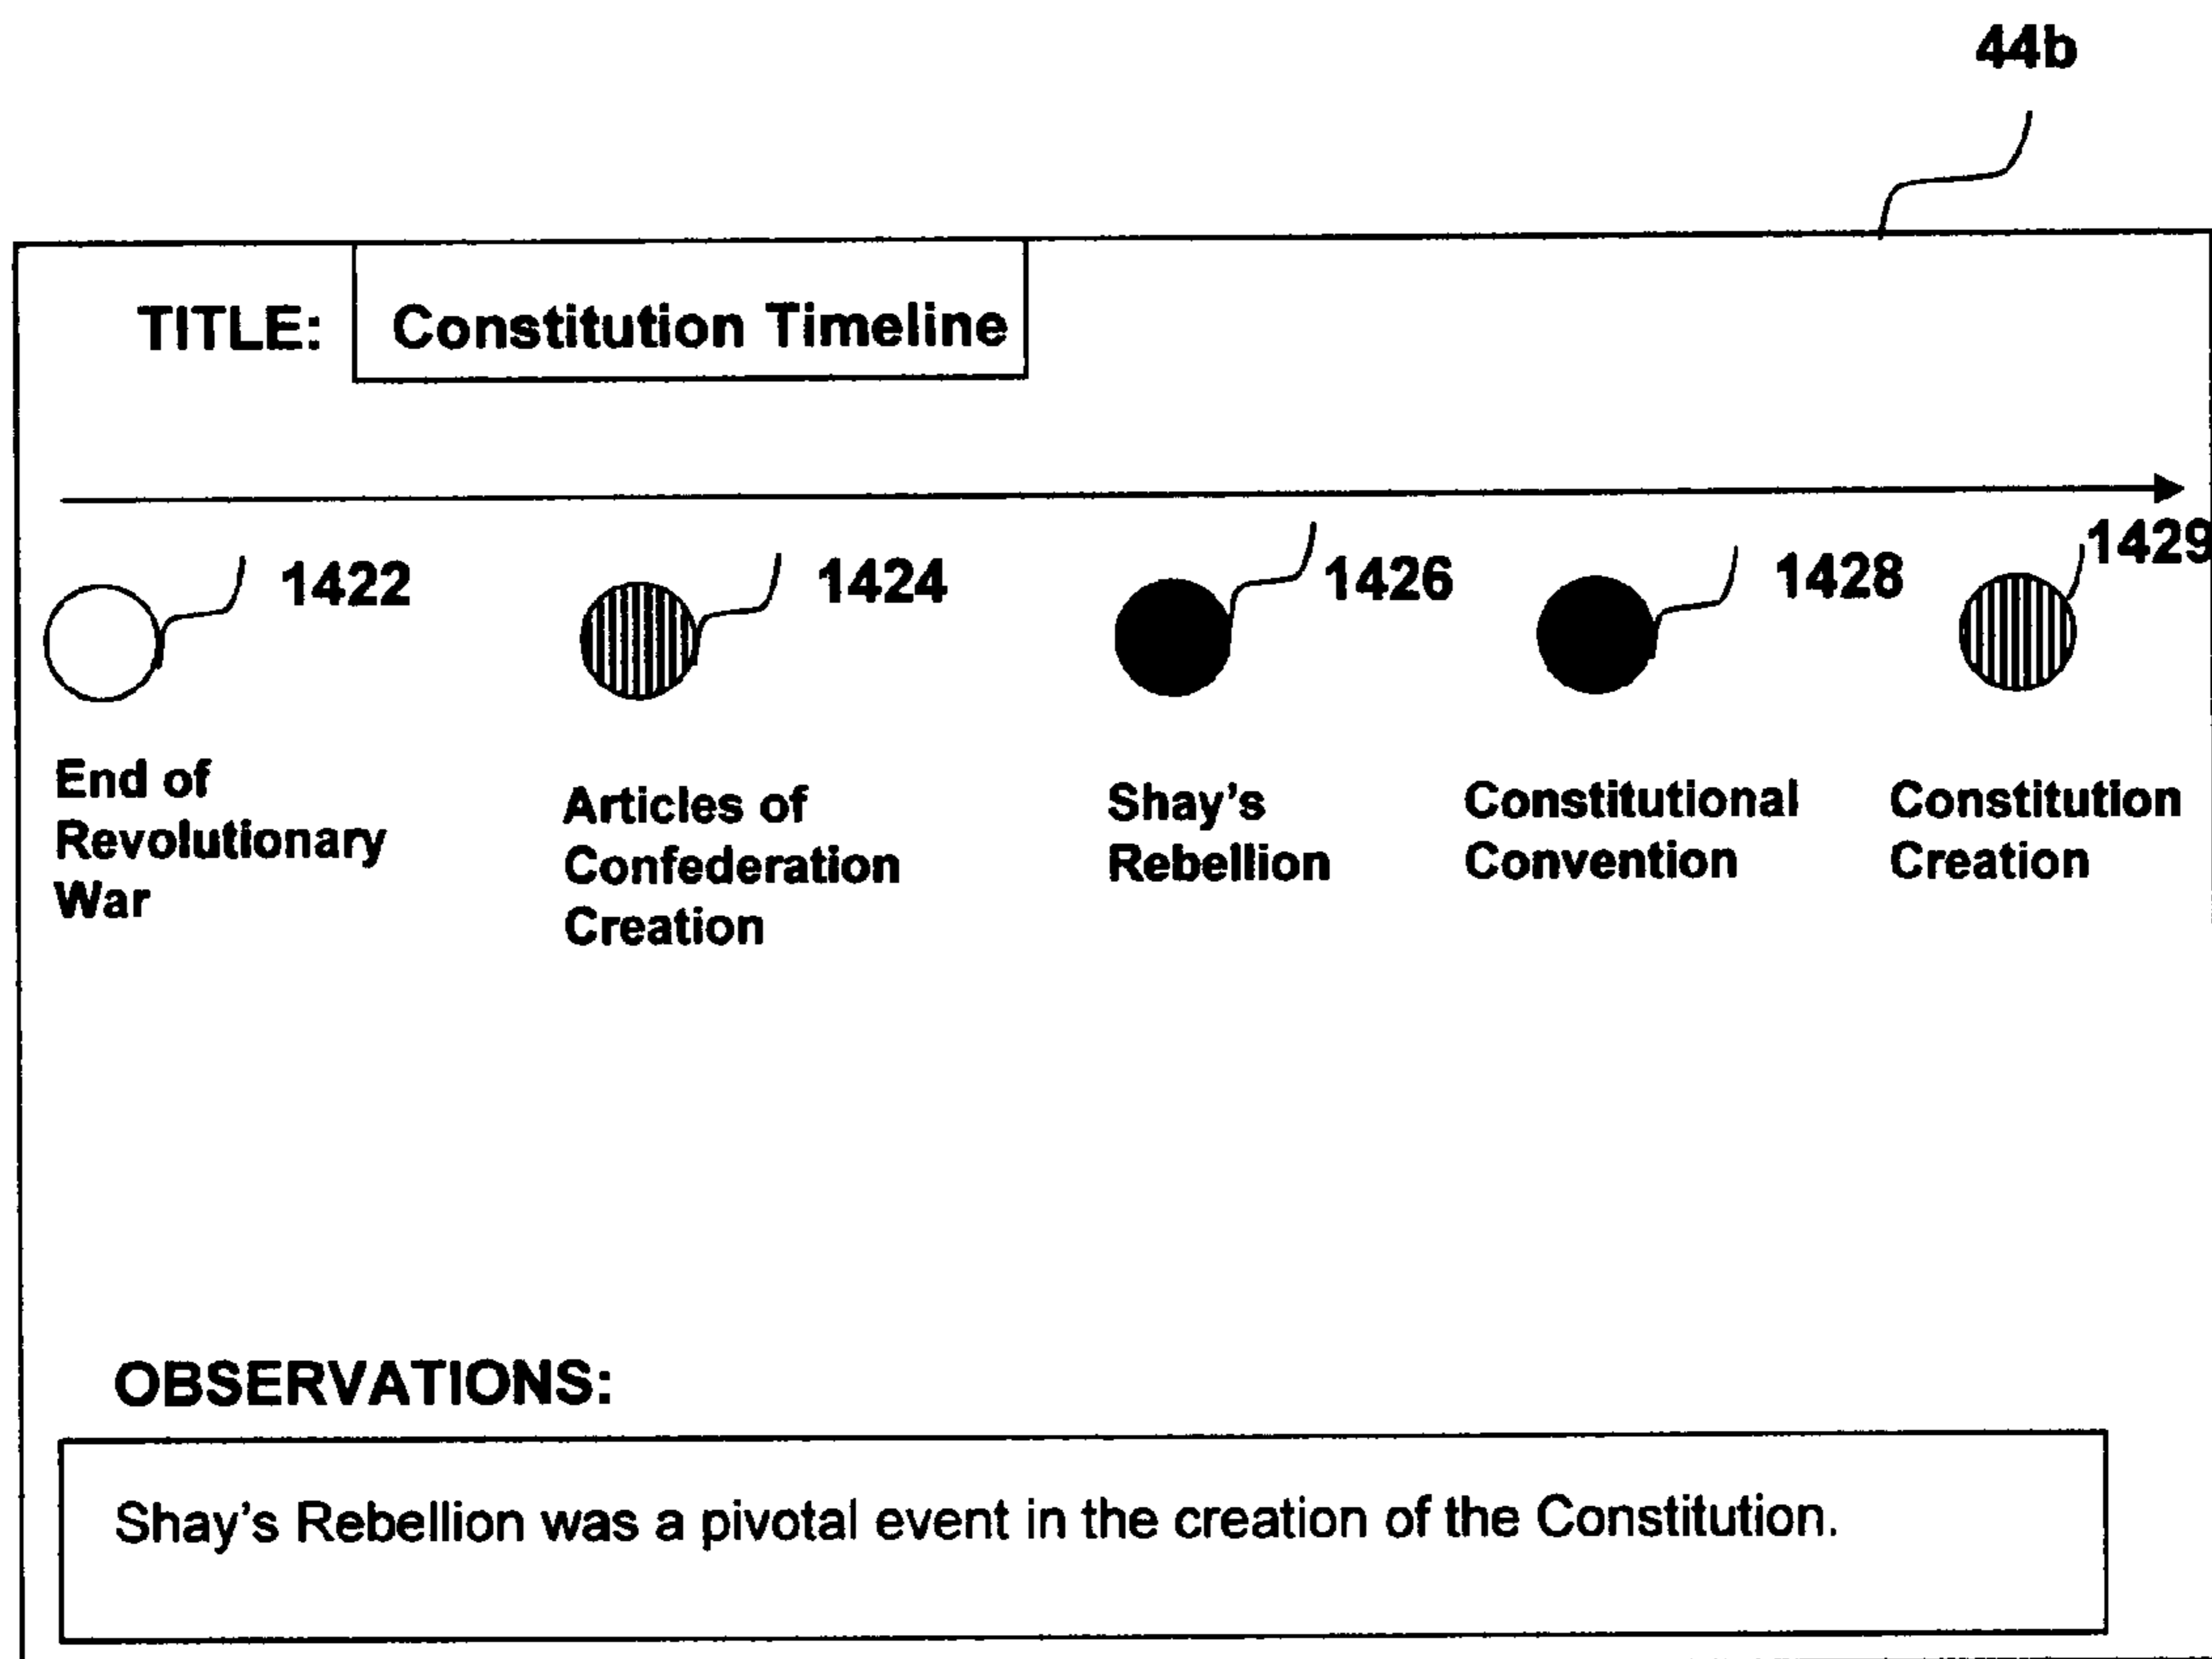 44b
TITLE: Constitution Timeline
1422 1424 1426 1428 1429
End of
Revolutionary
War
Articles of
Confederation
Creation
Shay's
Rebellion
Constitutional
Convention
Constitution
Creation
OBSERVATIONS:
Shay's Rebellion was a pivotal event in the creation of the Constitution.